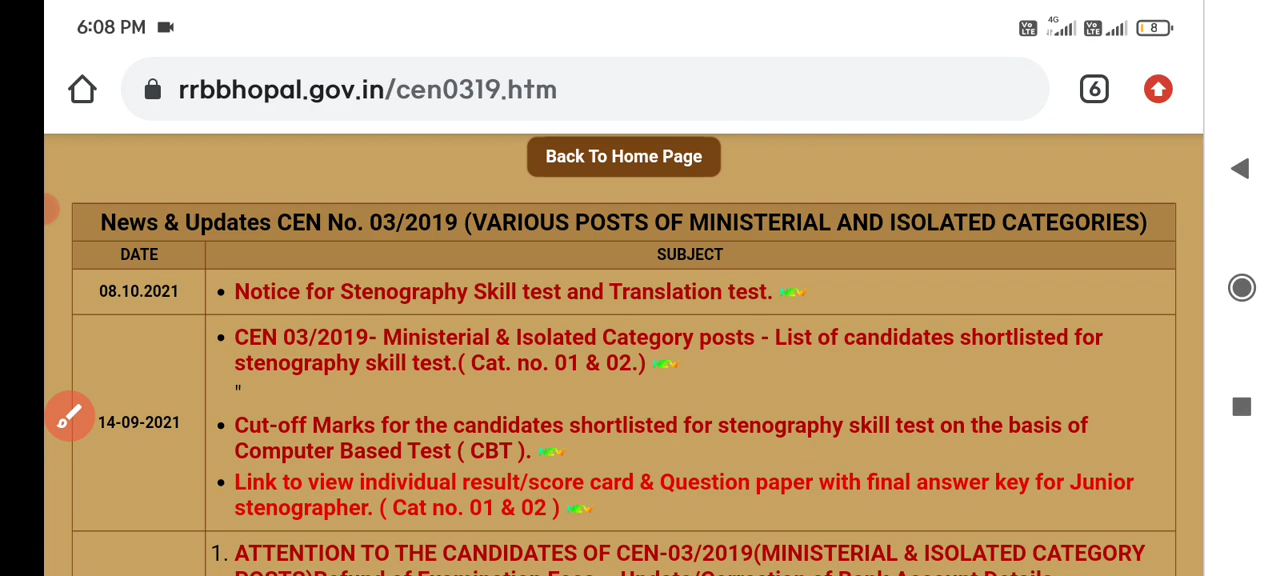 6:08 PM
Vo LTE 4G Vo LTE 8
rrbbhopal.gov.in/cen0319.htm
6
Back To Home Page
News & Updates CEN No. 03/2019 (VARIOUS POSTS OF MINISTERIAL AND ISOLATED CATEGORIES)
DATE SUBJECT
08.10.2021
• Notice for Stenography Skill test and Translation test.
14-09-2021
• CEN 03/2019- Ministerial & Isolated Category posts - List of candidates shortlisted for
stenography skill test.( Cat. no. 01 & 02.)
"
• Cut-off Marks for the candidates shortlisted for stenography skill test on the basis of
Computer Based Test ( CBT ).
• Link to view individual result/score card & Question paper with final answer key for Junior
stenographer. ( Cat no. 01 & 02 )
1. ATTENTION TO THE CANDIDATES OF CEN-03/2019(MINISTERIAL & ISOLATED CATEGORY